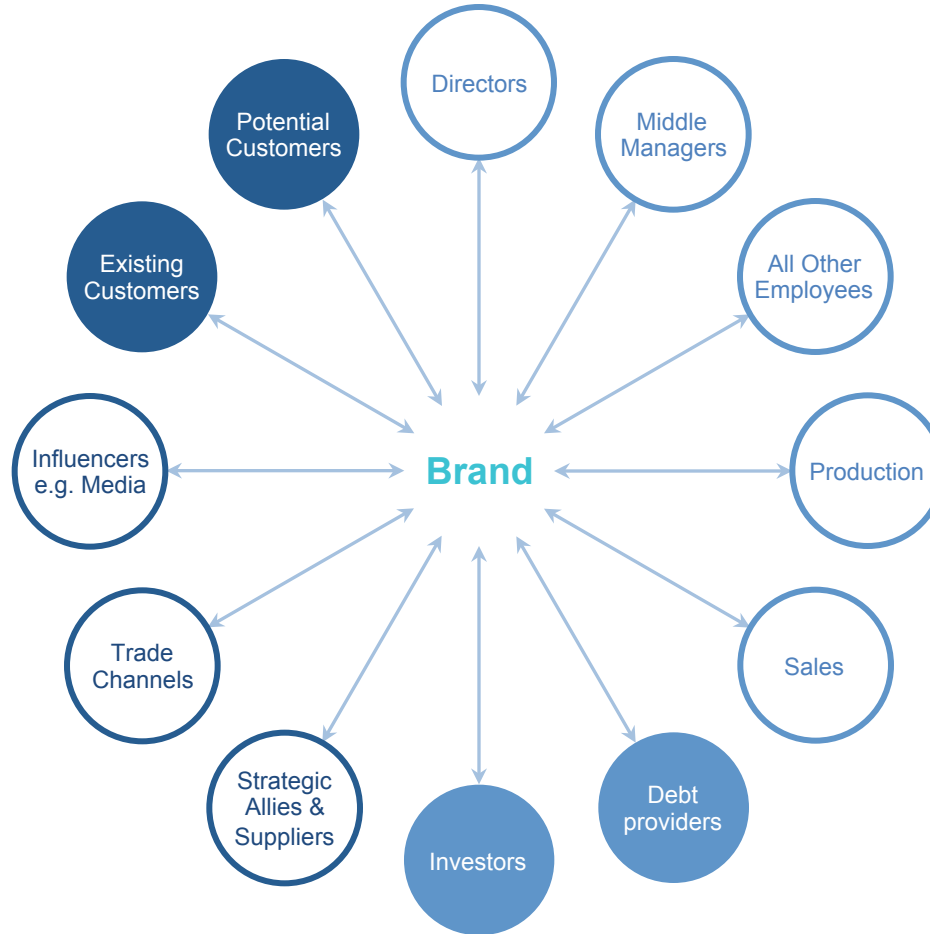 Directors
Potential
Customers
Middle
Managers
Existing
Customers
All Other
Employees
Influencers
e.g. Media
Brand
Production
Trade
Channels
Sales
Strategic
Allies &
Suppliers
Debt
providers
Investors